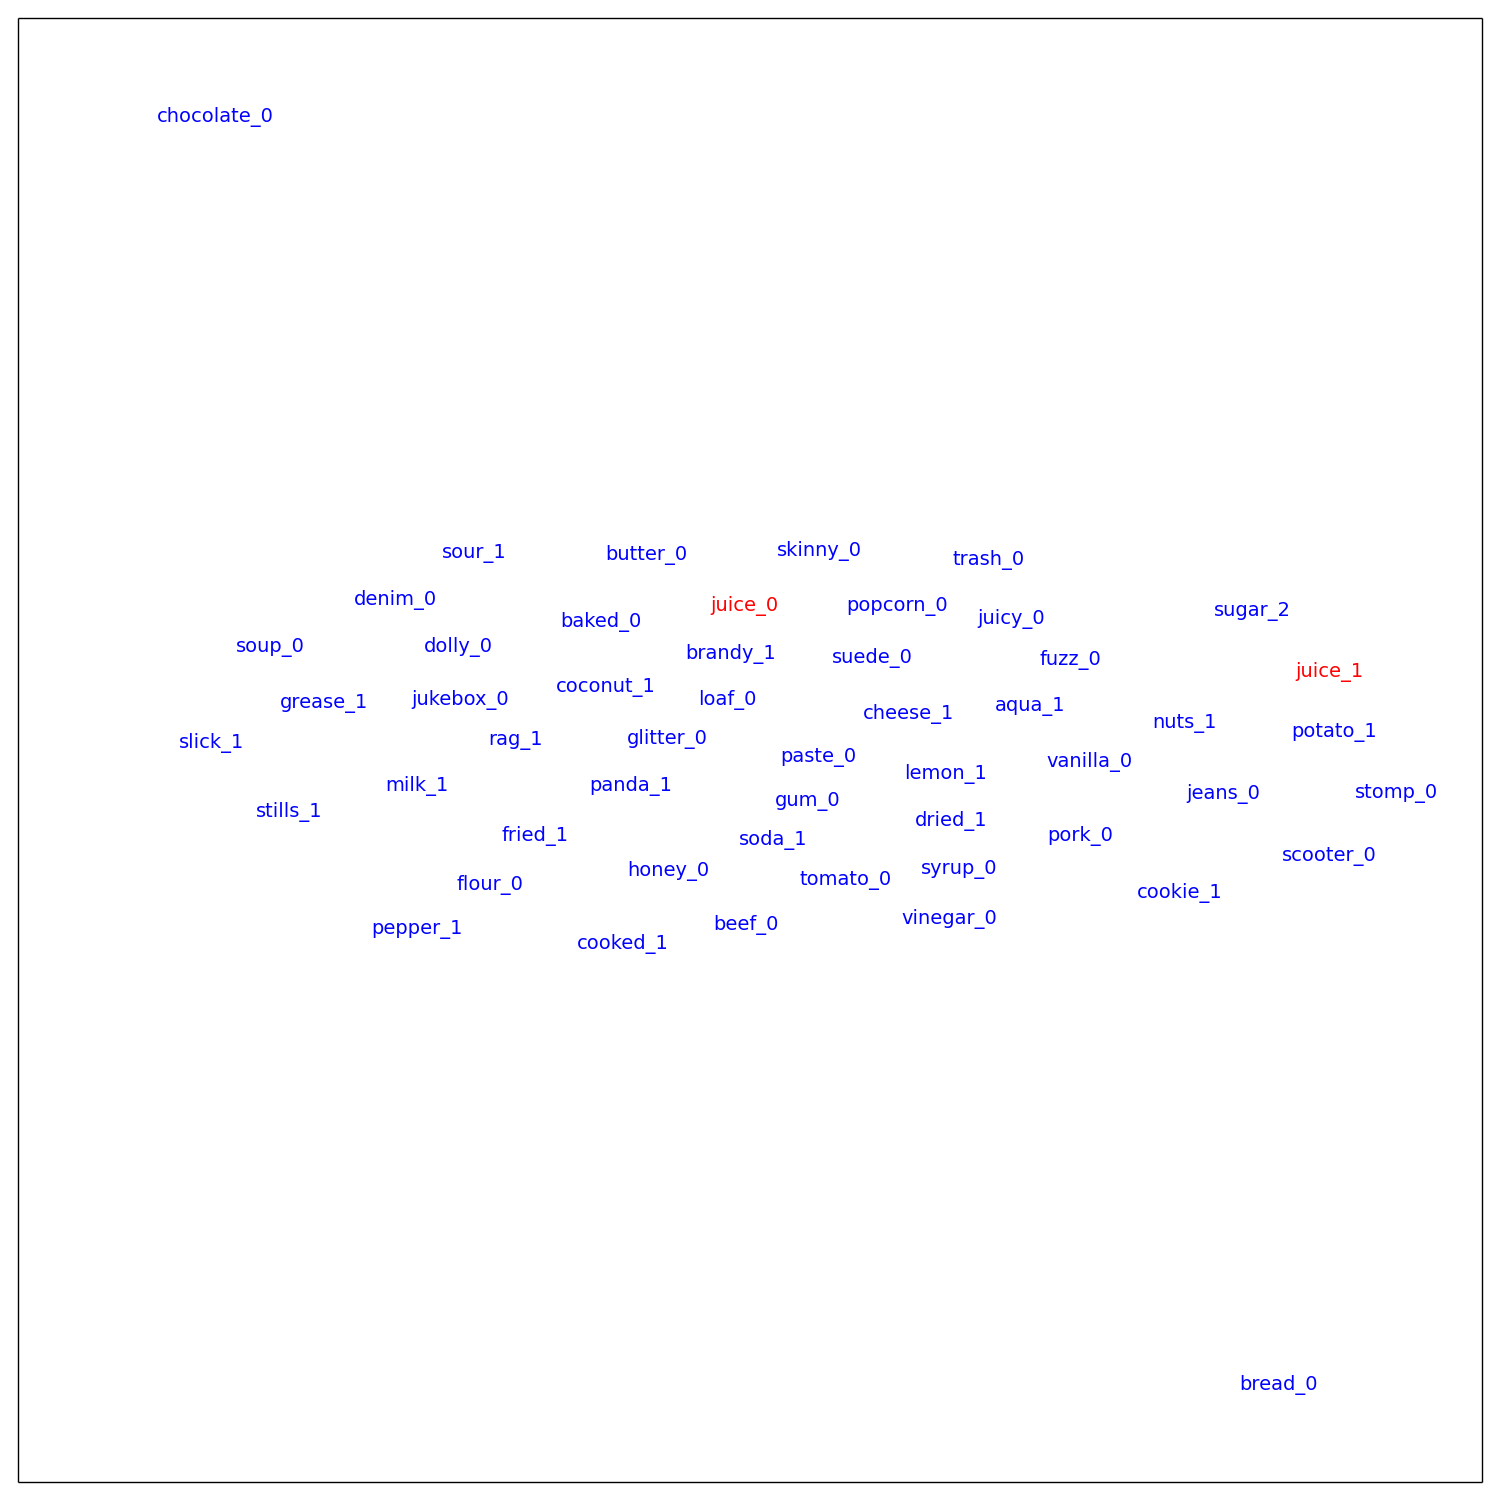 chocolate_0
sour_1
butter_0
skinny_0
trash_0
denim_0
baked_0
juice_0
popcorn_0
juicy_0
sugar_2
soup_0
dolly_0
brandy_1
suede_0
fuzz_0
juice_1
grease_1
jukebox_0
coconut_1
loaf_0
cheese_1
aqua_1
nuts_1
potato_1
slick_1
rag_1
glitter_0
paste_0
lemon_1
vanilla_0
milk_1
panda_1
gum_0
jeans_0
stomp_0
stills_1
fried_1
soda_1
dried_1
pork_0
scooter_0
flour_0
honey_0
tomato_0
syrup_0
cookie_1
pepper_1
cooked_1
beef_0
vinegar_0
bread_0